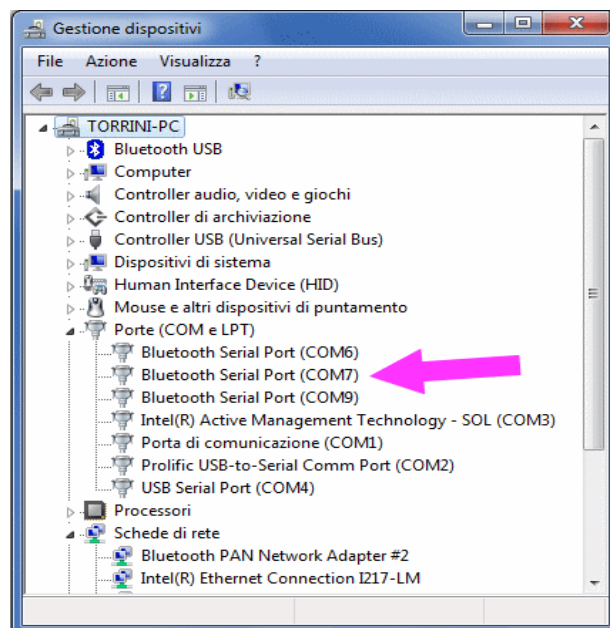 Gestione dispositivi
File Azione Visualizza ?
TORRINI-PC
Bluetooth USB
Computer
Controller audio, video e giochi
Controller di archiviazione
Controller USB (Universal Serial Bus)
Dispositivi di sistema
Human Interface Device (HID)
Mouse e altri dispositivi di puntamento
Porte (COM e LPT)
Bluetooth Serial Port (COM6)
Bluetooth Serial Port (COM7)
Bluetooth Serial Port (COM9)
Intel(R) Active Management Technology - SOL (COM3)
Porta di comunicazione (COM1)
Prolific USB-to-Serial Comm Port (COM2)
USB Serial Port (COM4)
Processori
Schede di rete
Bluetooth PAN Network Adapter #2
Intel(R) Ethernet Connection I217-LM